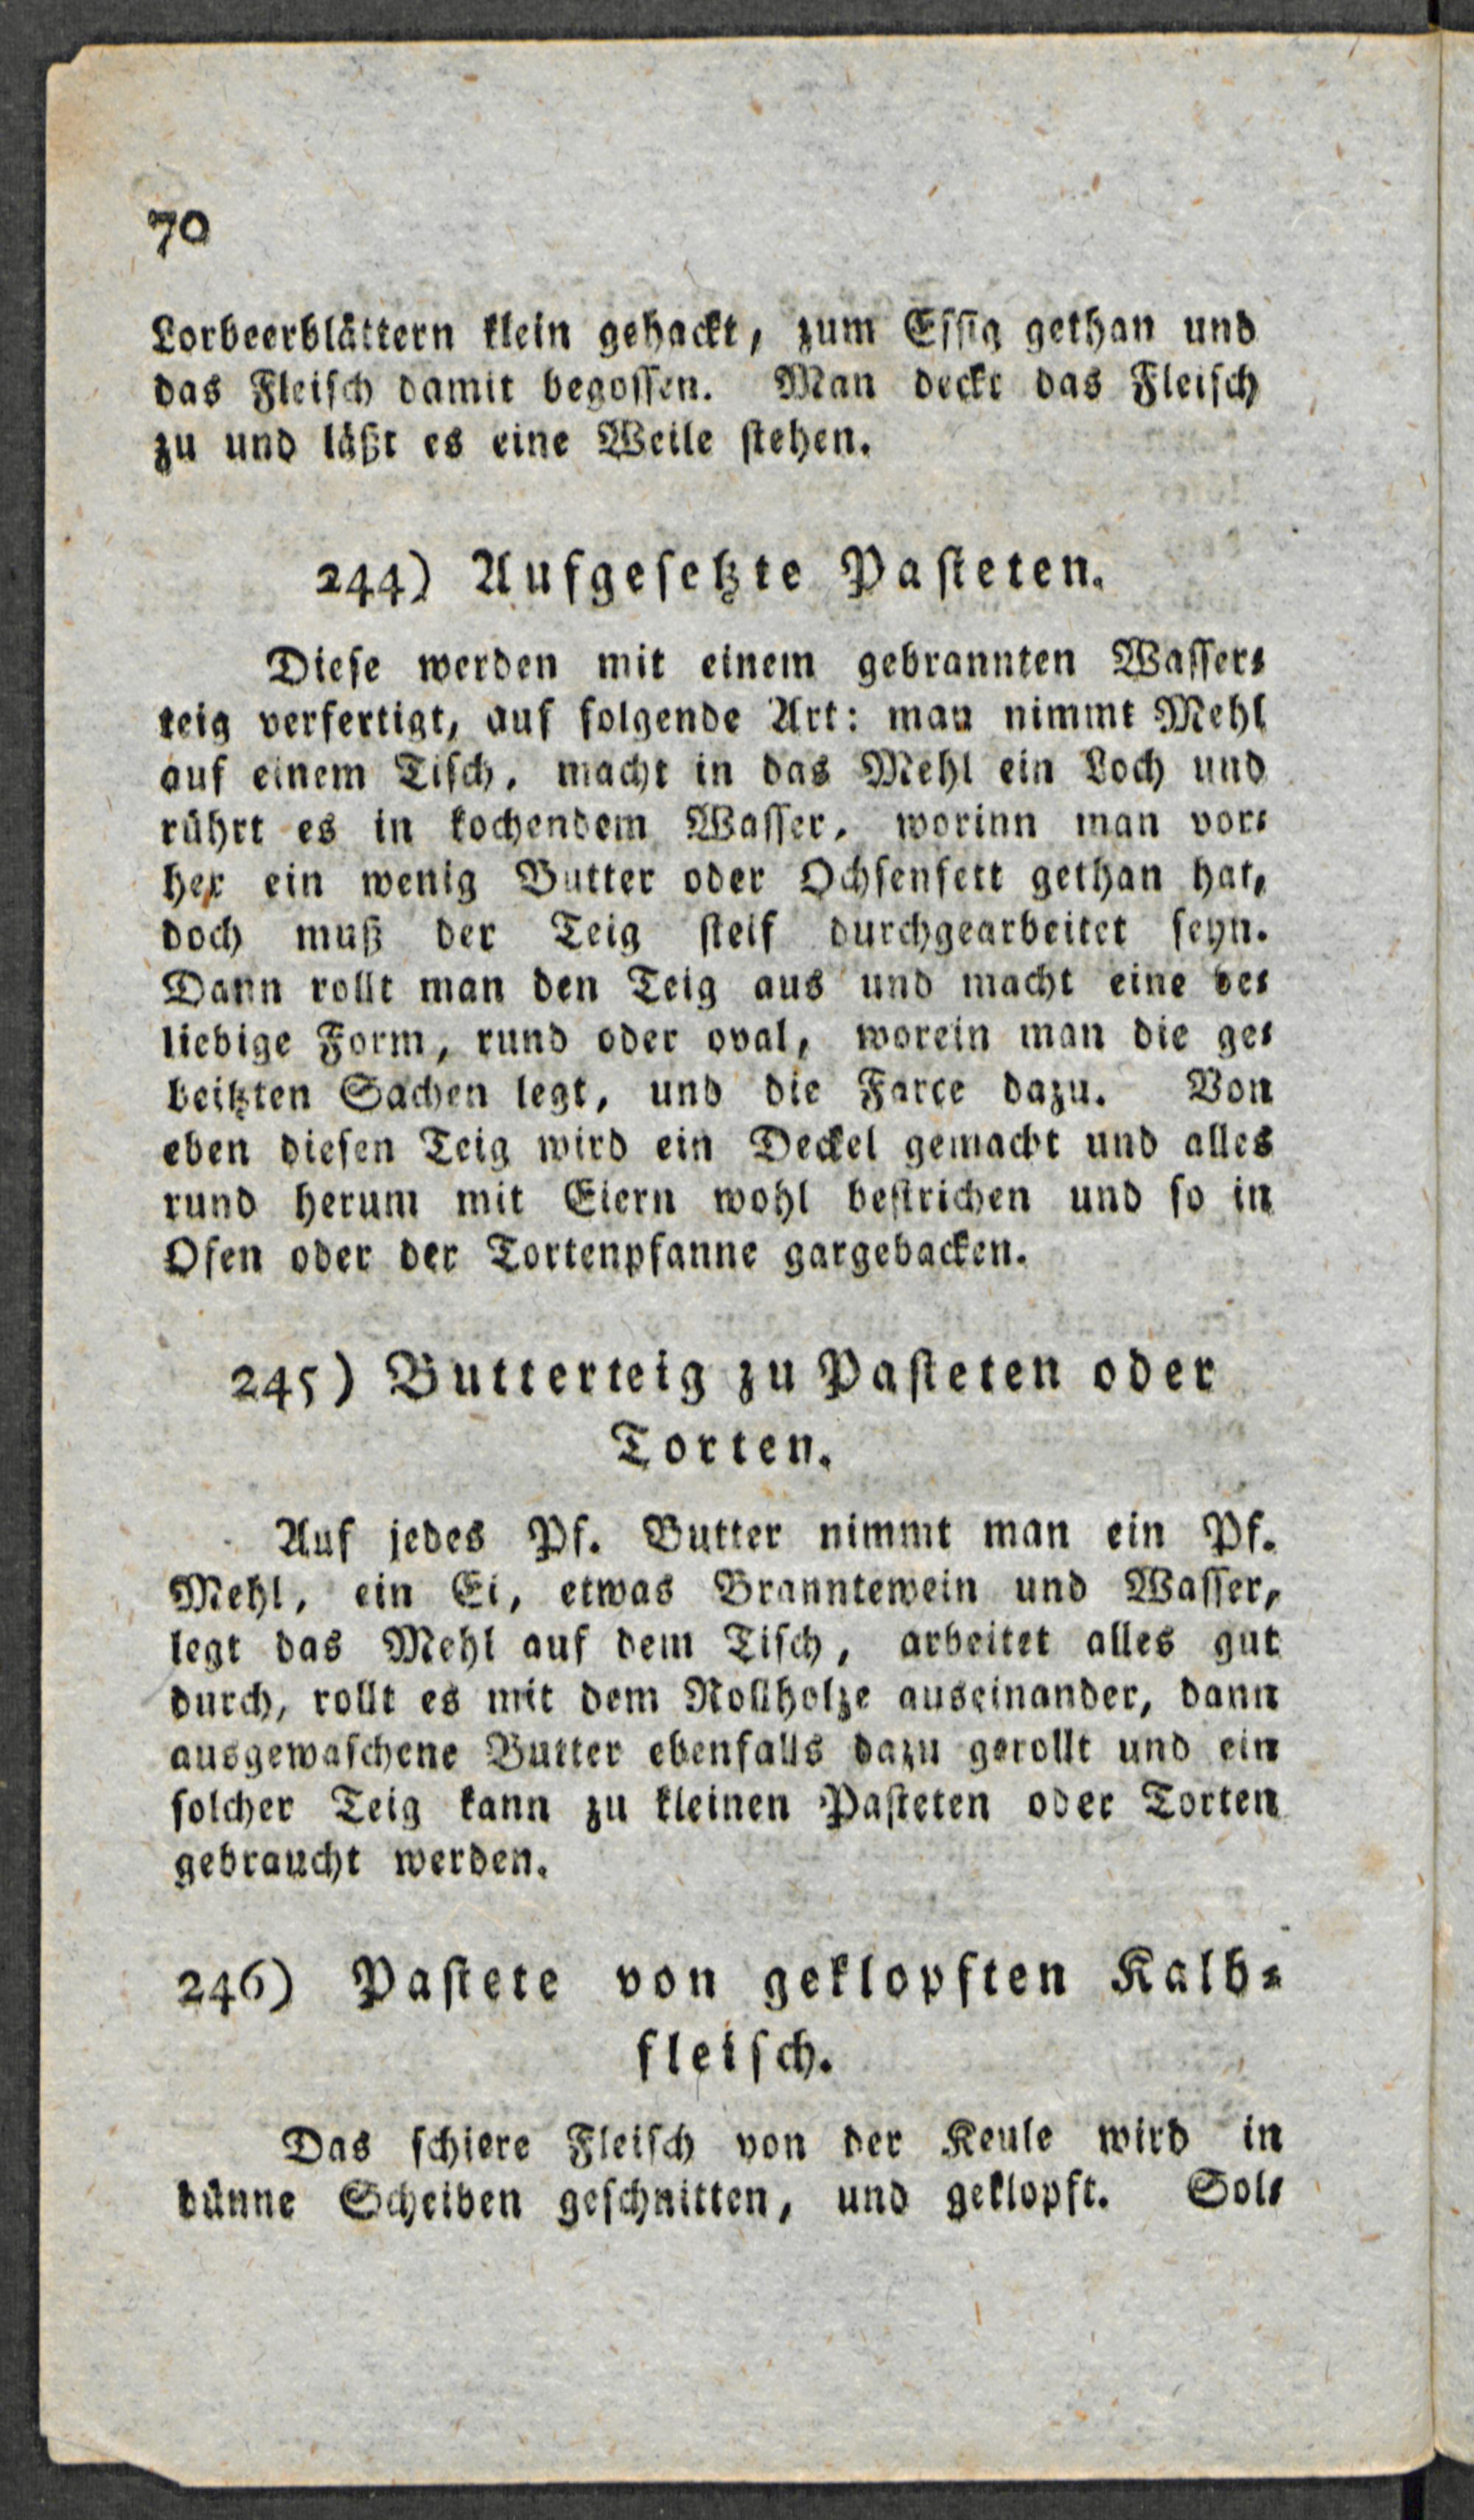 70
Lorbeerblättern klein gehackt, zum Essig gethan und
das Fleisch damit begossen. Man deckt das Fleisch
zu und läßt es eine Weile stehen.
244) Aufgesetzte Pasteten.
Diese werden mit einem gebrannten Wasser-
teig verfertigt, auf folgende Art: man nimmt Mehl
auf einem Tisch, macht in das Mehl ein Loch und
rührt es in kochendem Wasser, worinn man vor-
her ein wenig Butter oder Ochsenfett gethan hat,
doch muß der Teig steif durchgearbeitet seyn.
Dann rollt man den Teig aus und macht eine be-
liebige Form, rund oder oval, worein man die ge-
beitzten Sachen legt, und die Farce dazu. Von
eben diesen Teig wird ein Deckel gemacht und alles
rund herum mit Eiern wohl bestrichen und so in
Ofen oder der Tortenpfanne gargebacken.
245) Butterteig zu Pasteten oder
Torten.
Auf jedes Pf. Butter nimmt man ein Pf.
Mehl, ein Ei, etwas Branntewein und Wasser,
legt das Mehl auf dem Tisch, arbeitet alles gut
durch, rollt es mit dem Rollholze auseinander, dann
ausgewaschene Butter ebenfalls dazu gerollt und ein
solcher Teig kann zu kleinen Pasteten oder Torten
gebraucht werden.
246) Pastete von geklopften Kalb-
fleisch.
Das schiere Fleisch von der Keule wird in
dünne Scheiben geschnitten, und geklopft. Sol-